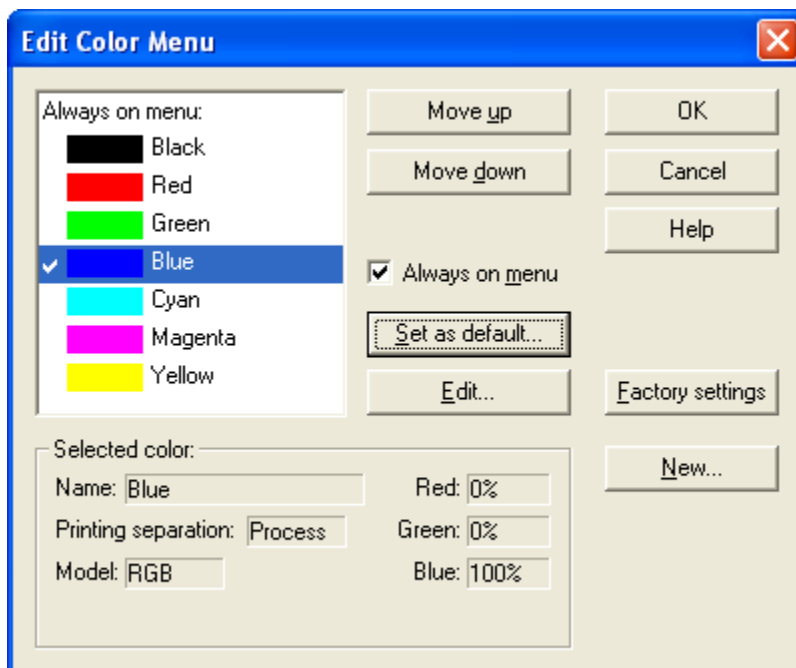 Edit Color Menu
Always on menu:
Black
Red
Green
Blue
Cyan
Magenta
Yellow
Move up
Move down
Always on menu
Set as default...
Edit...
OK
Cancel
Help
Factory settings
New...
Selected color:
Name: Blue Red: 0%
Printing separation: Process Green: 0%
Model: RGB Blue: 100%